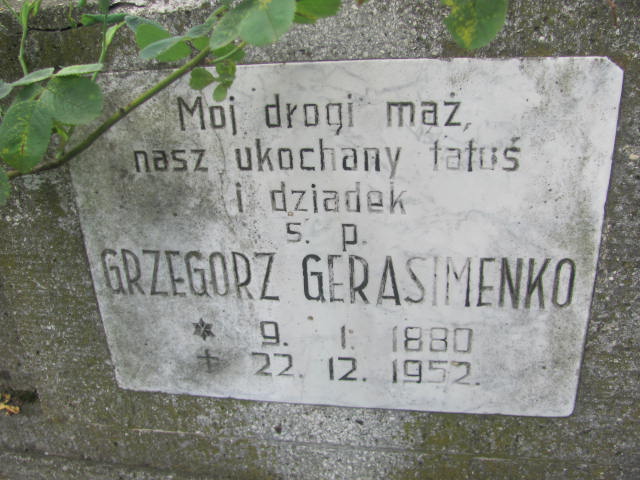 Moj drogi mąż,
nasz ukochany tatuś
i dziadek
ś. p.
GRZEGORZ GERASIMENKO
* 9. 1. 1880
† 22. 12. 1952.